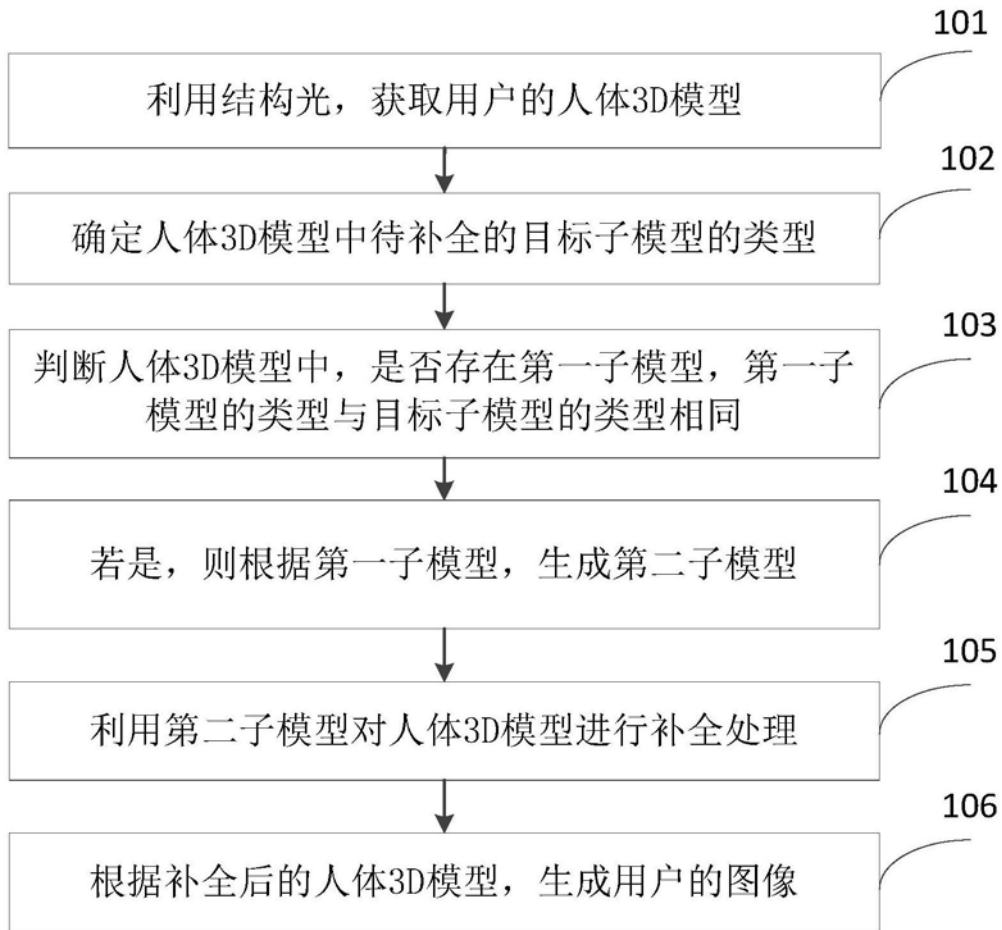 101
利用结构光，获取用户的人体3D模型
102
确定人体3D模型中待补全的目标子模型的类型
103
判断人体3D模型中，是否存在第一子模型，第一子
模型的类型与目标子模型的类型相同
104
若是，则根据第一子模型，生成第二子模型
105
利用第二子模型对人体3D模型进行补全处理
106
根据补全后的人体3D模型，生成用户的图像